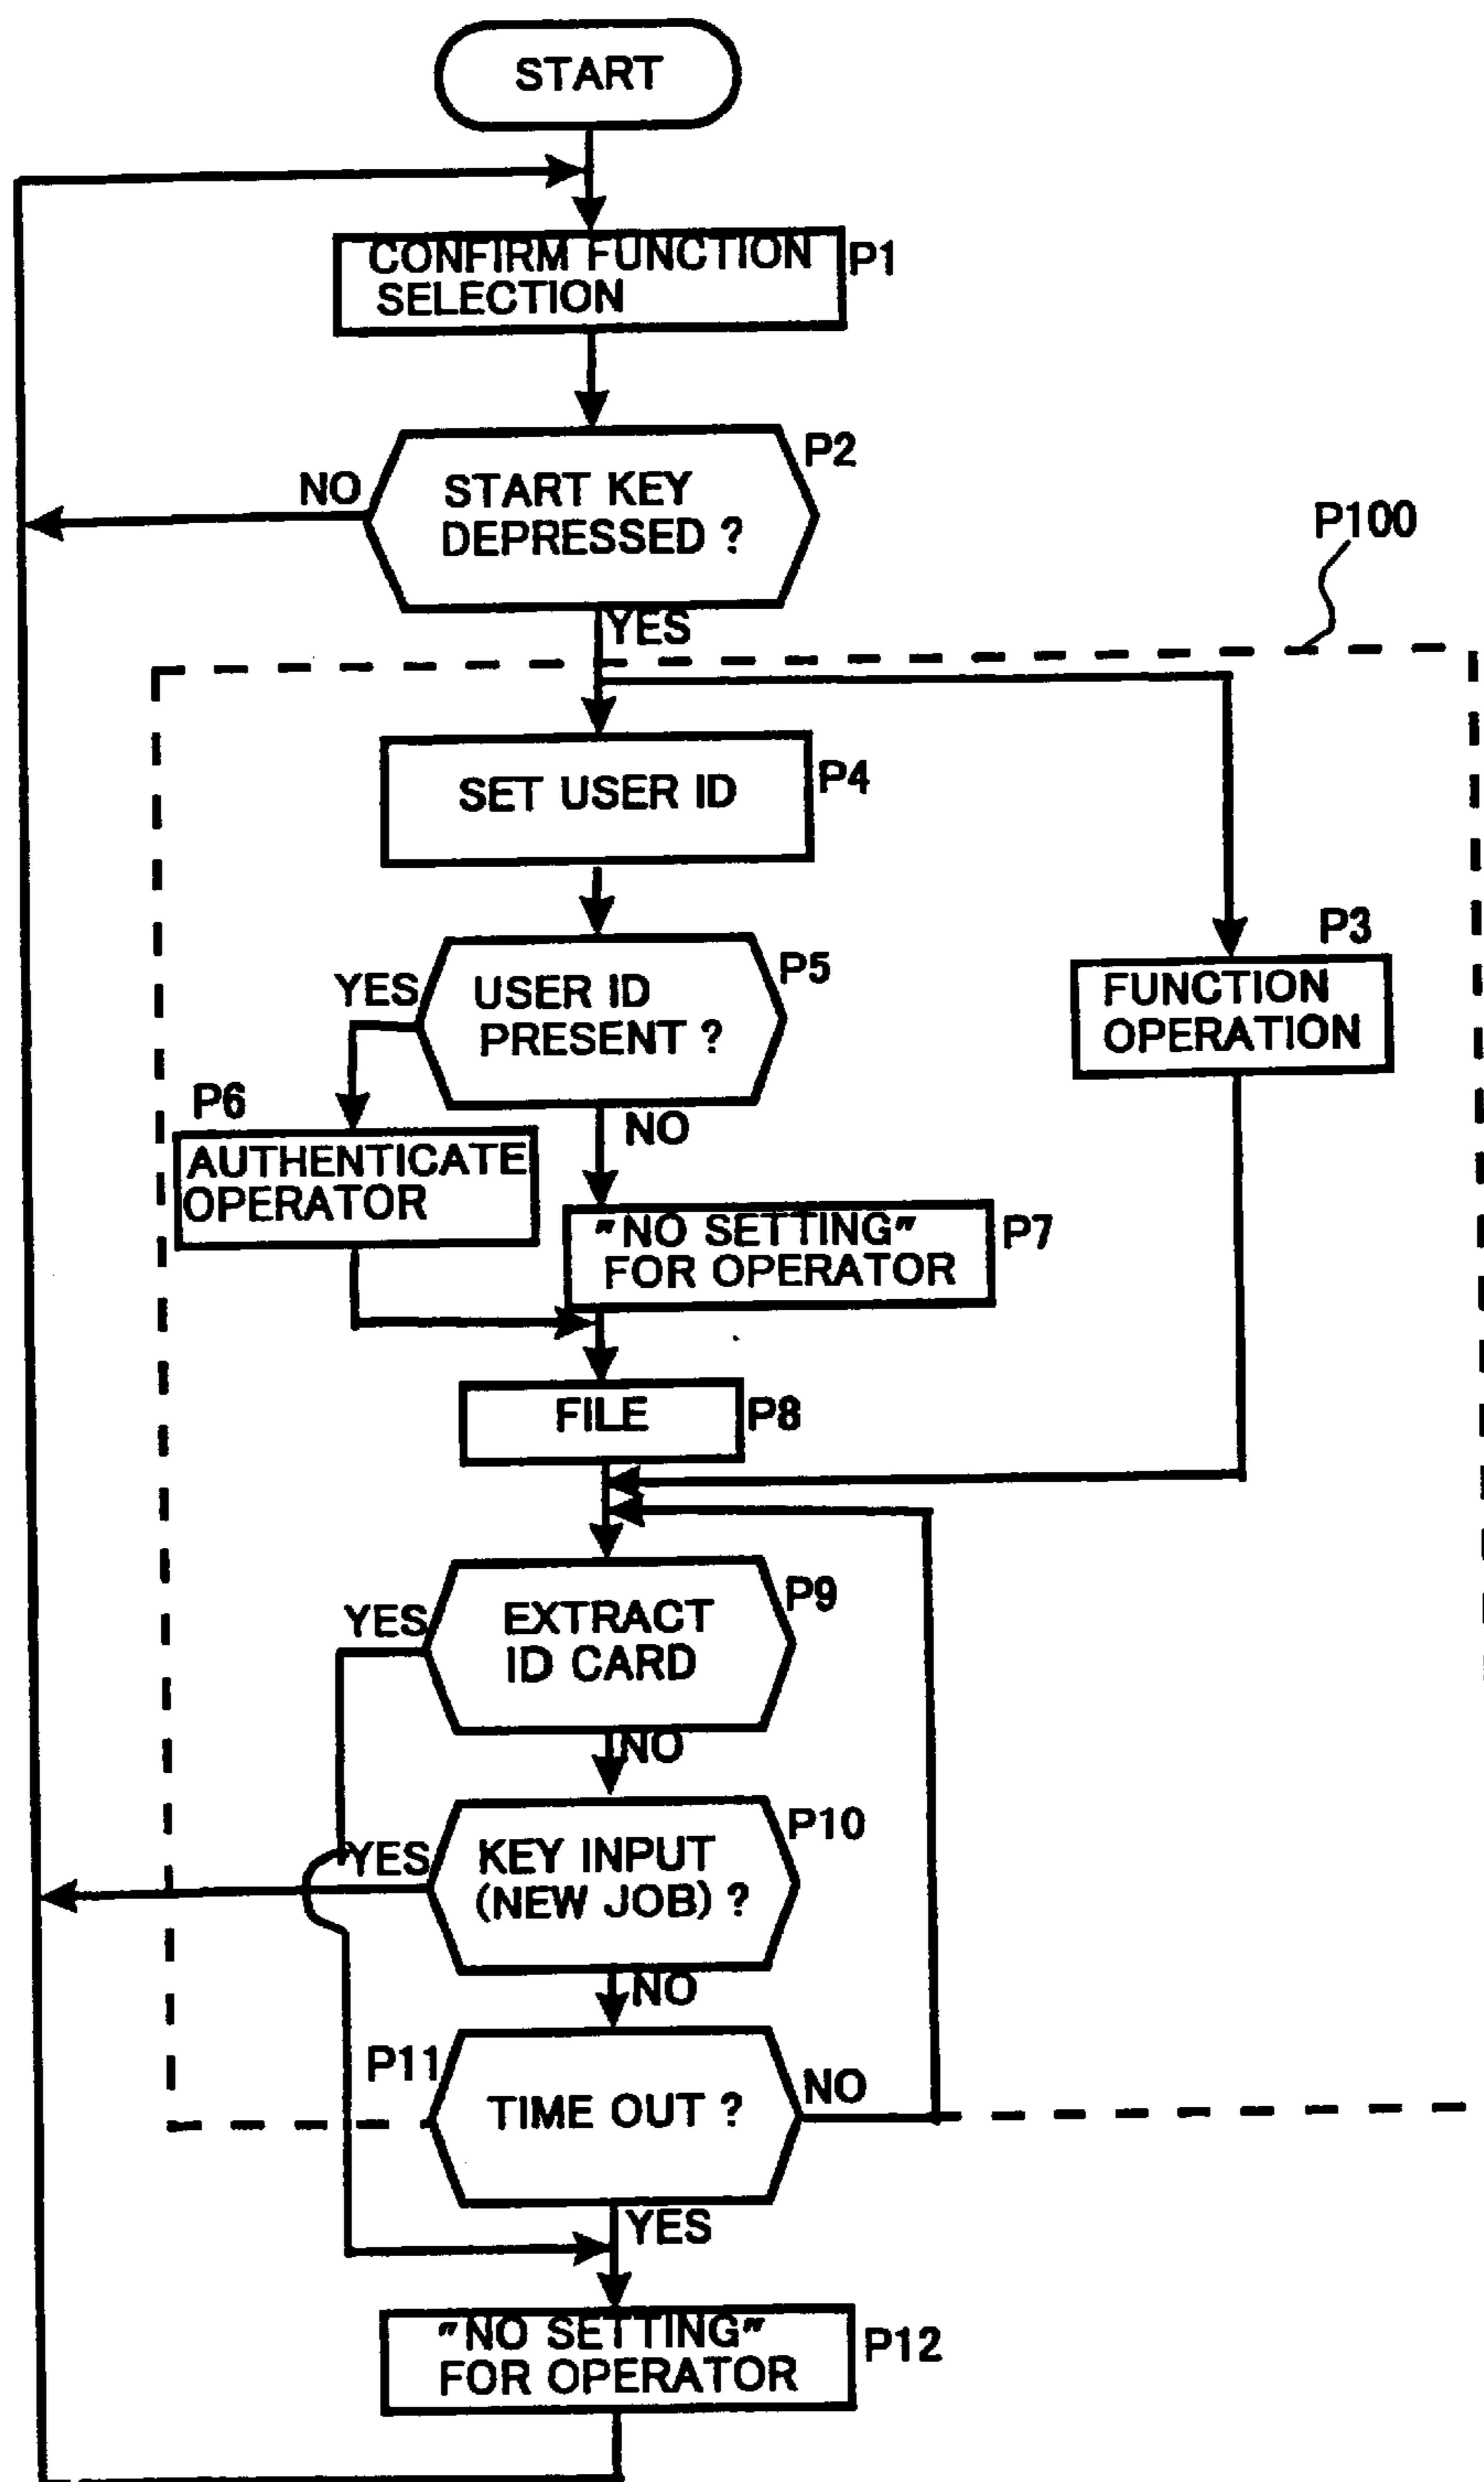 START
CONFIRM FUNCTION
SELECTION
P1
P2
NO
START KEY
DEPRESSED ?
YES
P100
SET USER ID
P4
P5
YES
USER ID
PRESENT ?
NO
P3
FUNCTION
OPERATION
P6
AUTHENTICATE
OPERATOR
"NO SETTING"
FOR OPERATOR
P7
FILE
P8
P9
YES
EXTRACT
ID CARD
NO
P10
YES
KEY INPUT
(NEW JOB) ?
NO
P11
TIME OUT ?
NO
YES
"NO SETTING"
FOR OPERATOR
P12